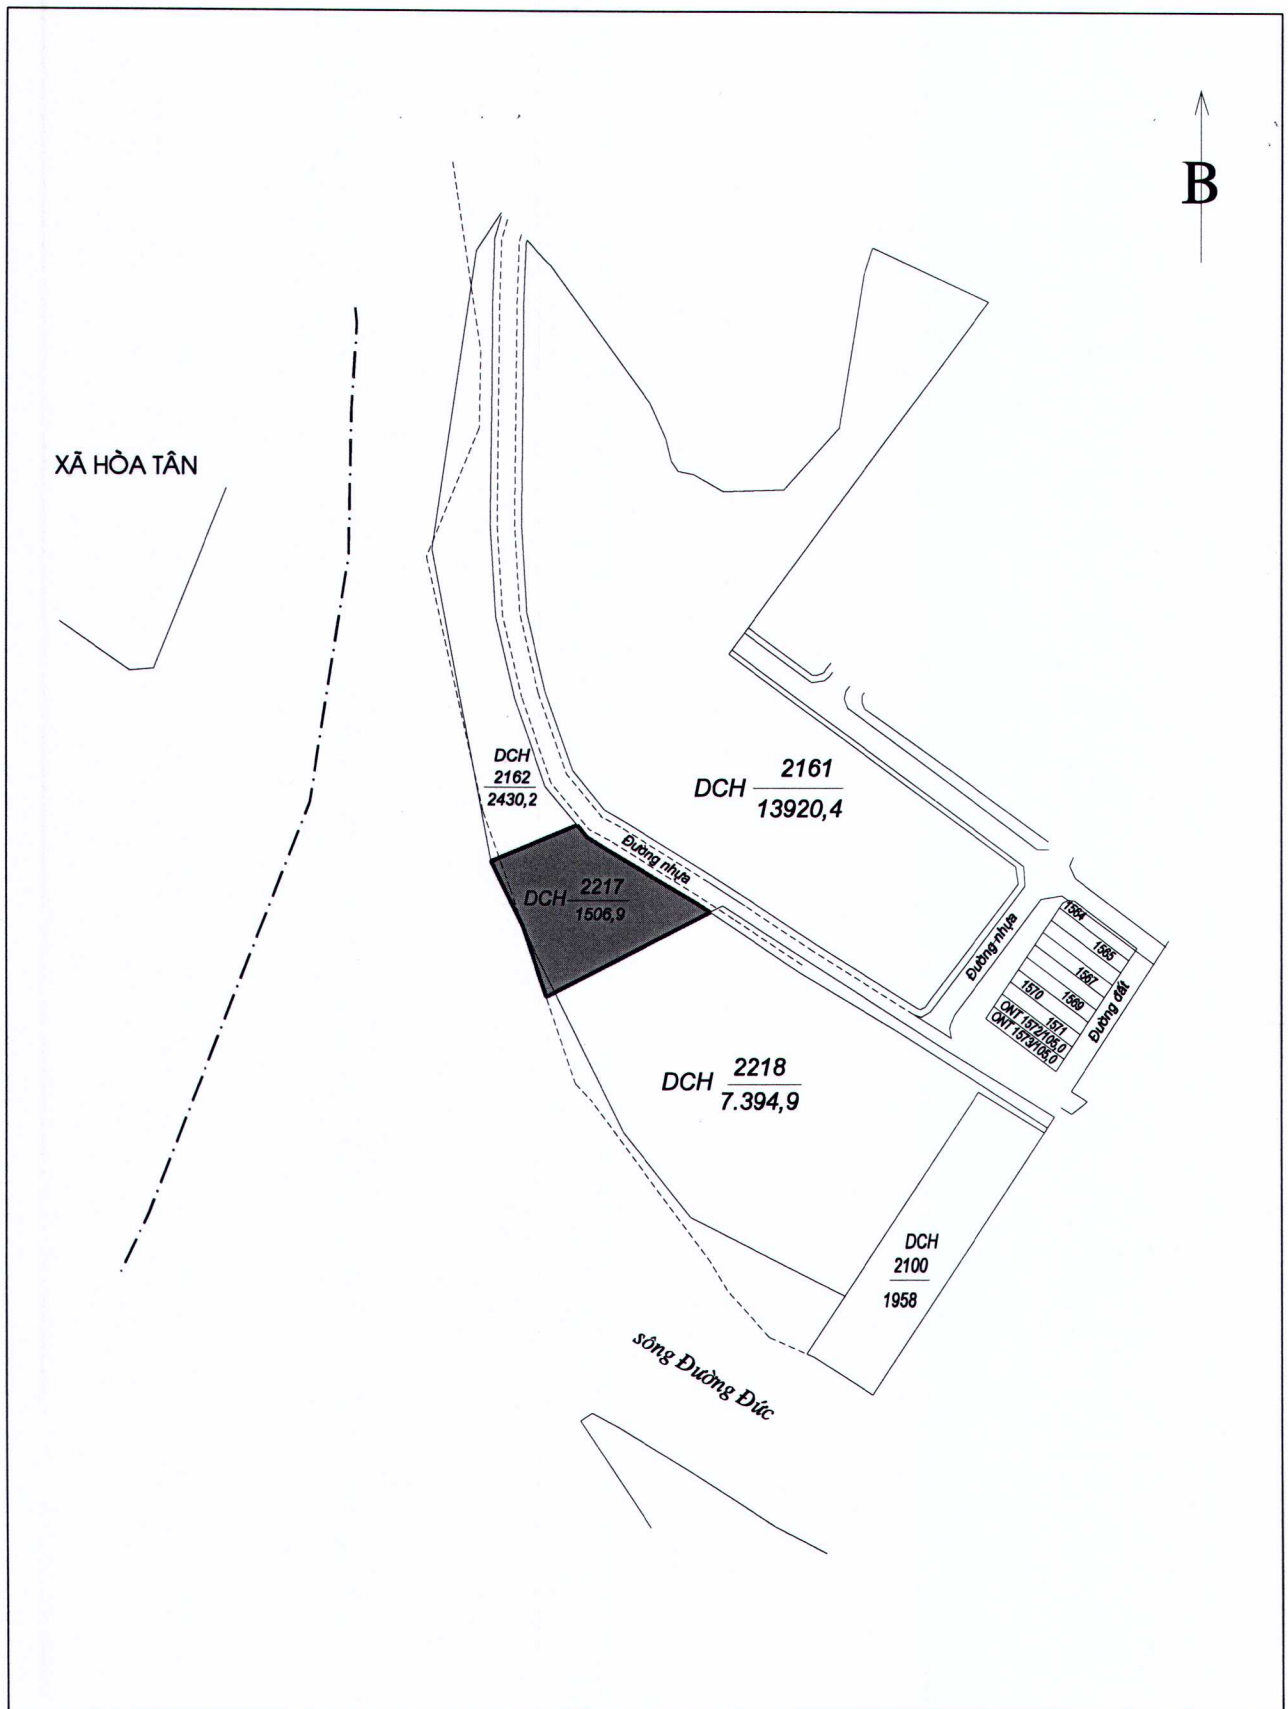 B
XÃ HÒA TÂN
DCH
2162
2430,2
DCH 2161
13920,4
Đường nhựa
DCH 2217
1506,9
Đường nhựa
1564
1565
1567
1569
1570
1571
ONT 1572/105,0
ONT 1573/105,0
Đường đất
DCH 2218
7.394,9
DCH
2100
1958
sông Đường Đức